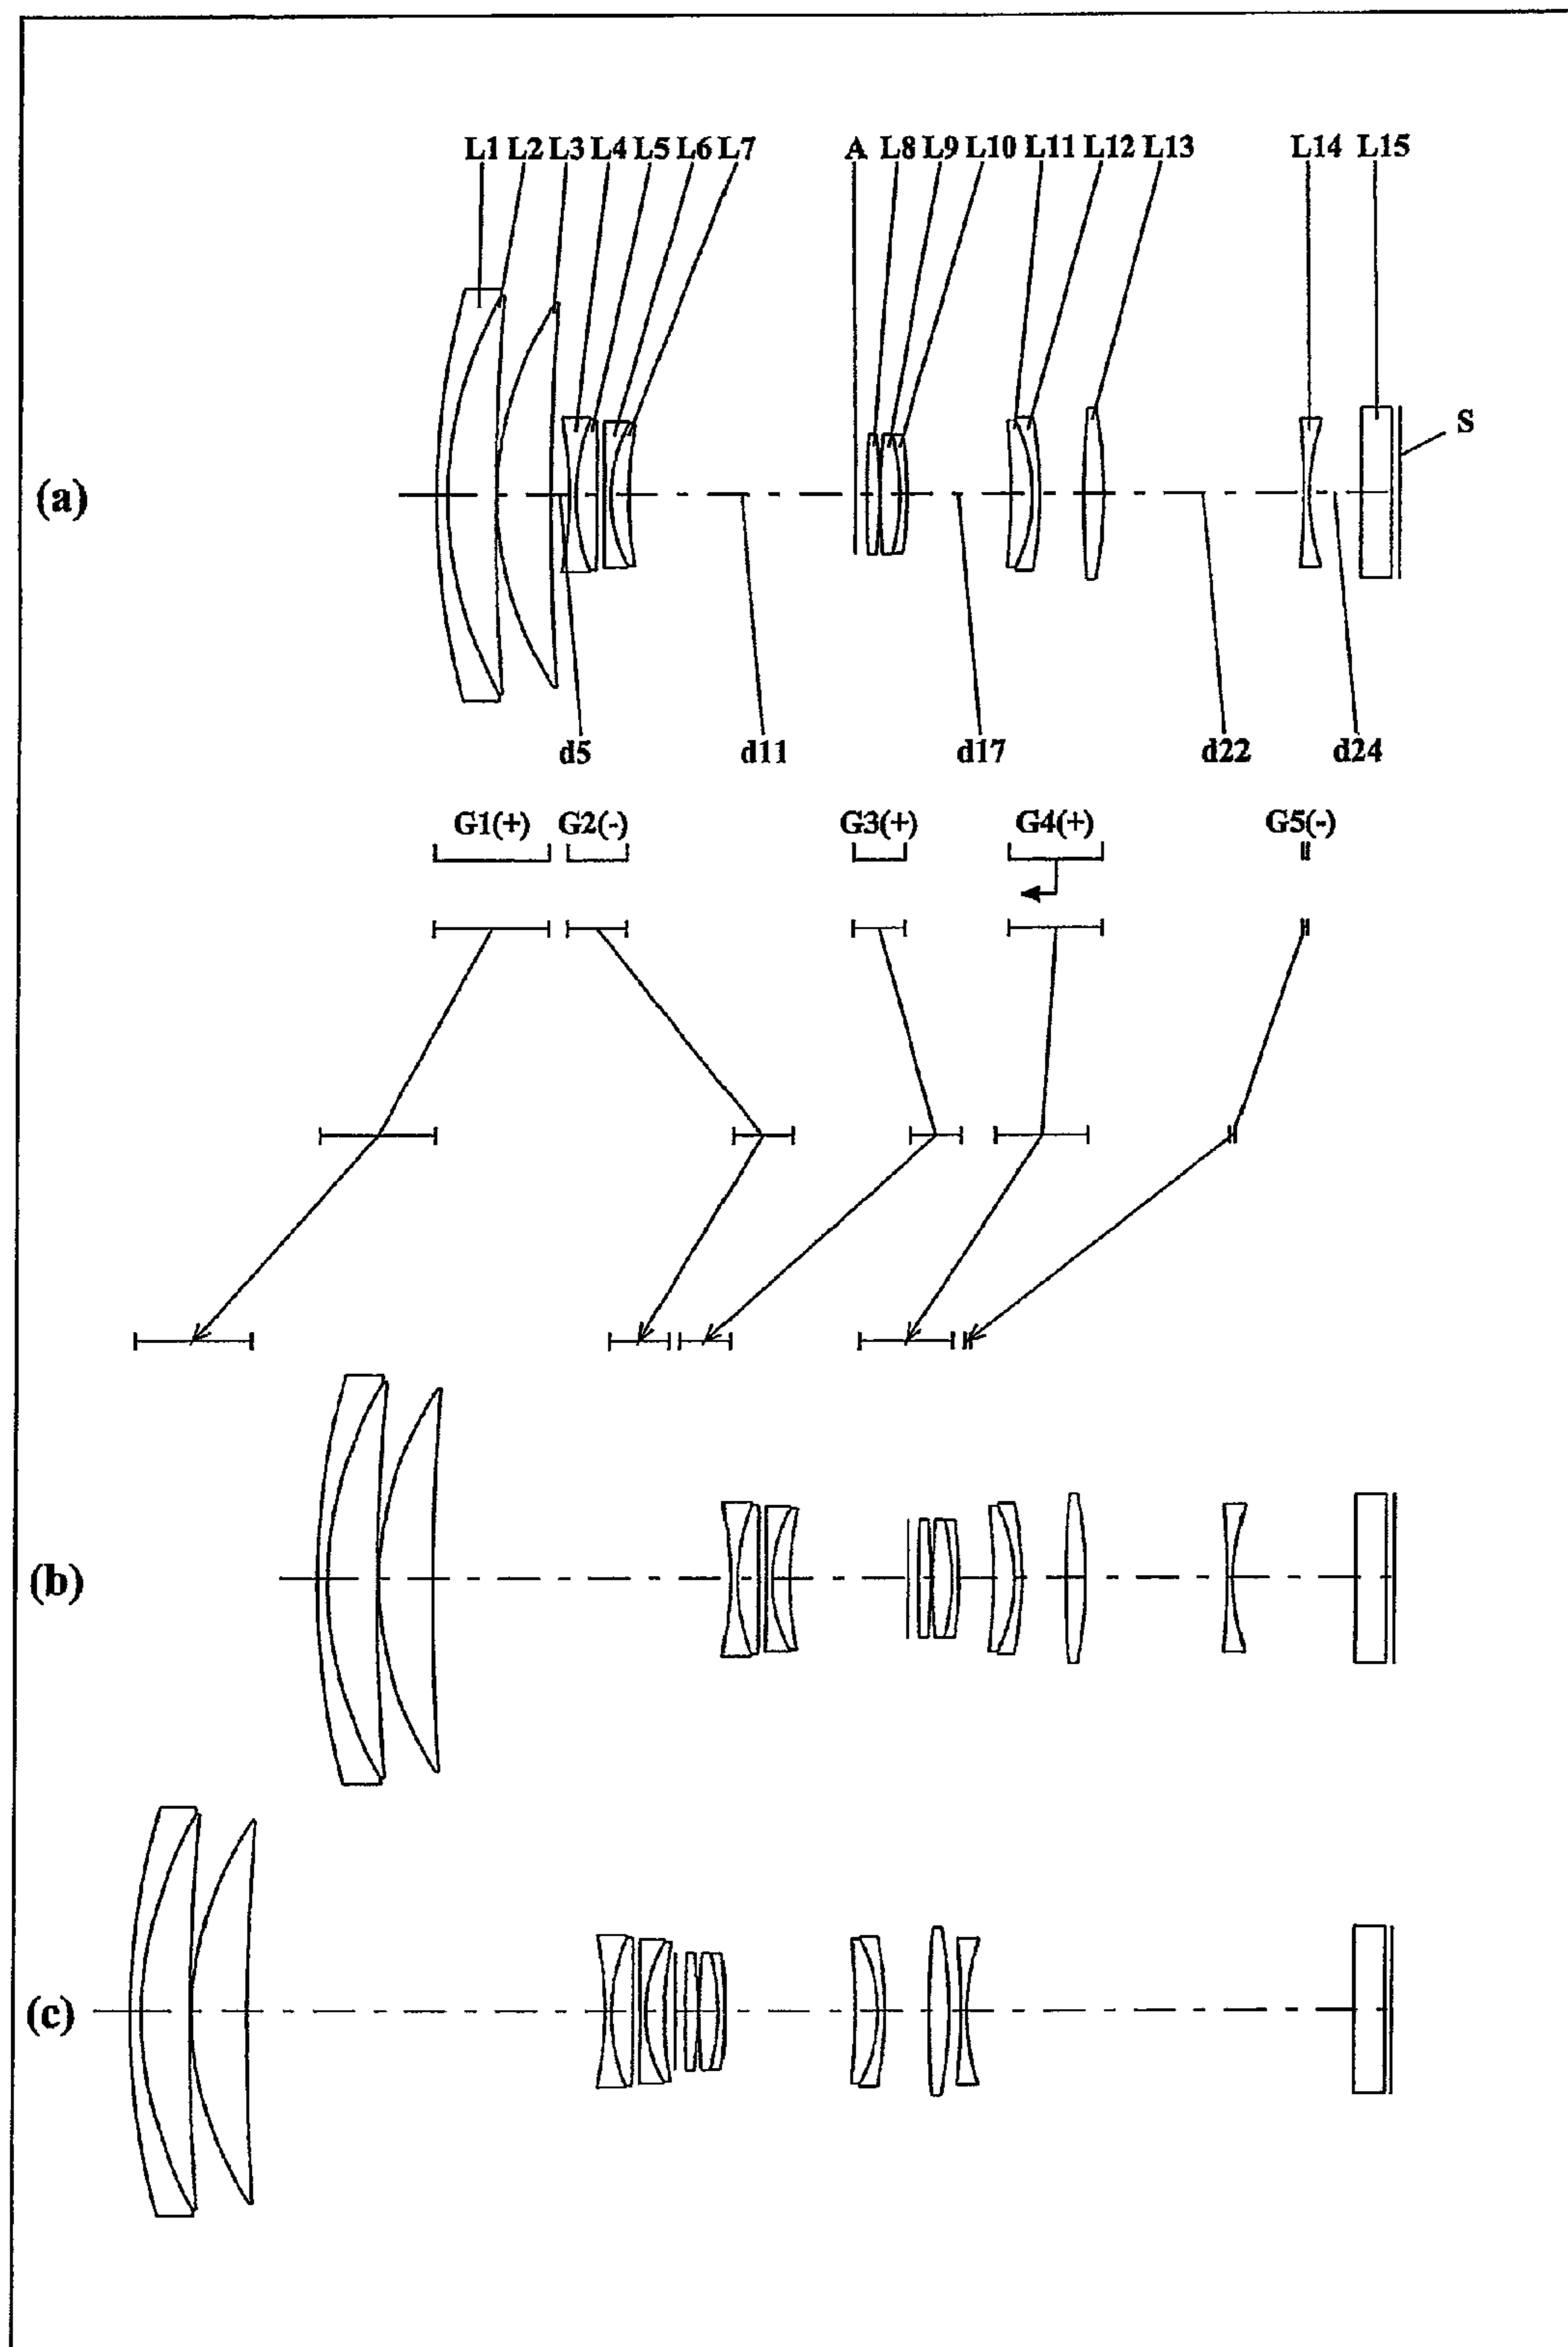 L1 L2 L3 L4 L5 L6 L7 A L8 L9 L10 L11 L12 L13 L14 L15
S
(a)
d5 d11 d17 d22 d24
G1(+) G2(-) G3(+) G4(+) G5(-)
(b)
(c)